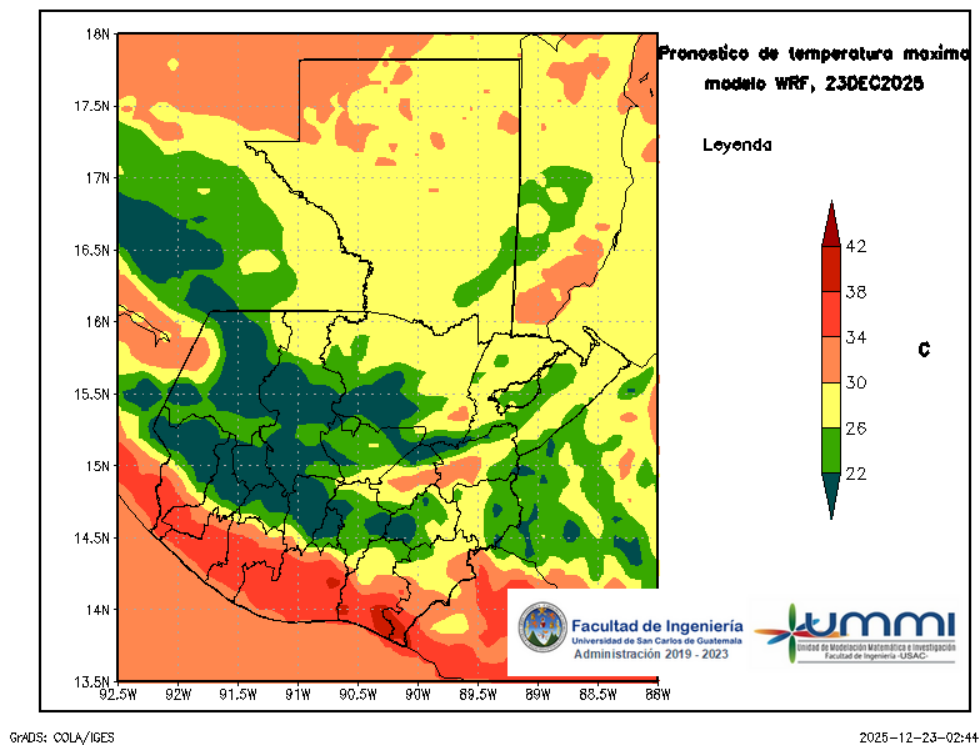 Pronostico de temperatura maxima
modelo WRF, 23DEC2025
Leyenda
18N
17.5N
17N
16.5N
16N
15.5N
15N
14.5N
14N
13.5N
92.5W
92W
91.5W
91W
90.5W
90W
89.5W
89W
88.5W
88W
42
38
34
30
26
22
C
Facultad de Ingeniería
Universidad de San Carlos de Guatemala
Administración 2019 - 2023
UMMI
Unidad de Modelación Matemática e Investigación
Facultad de Ingeniería -USAC-
GrADS: COLA/IGES
2025-12-23-02:44